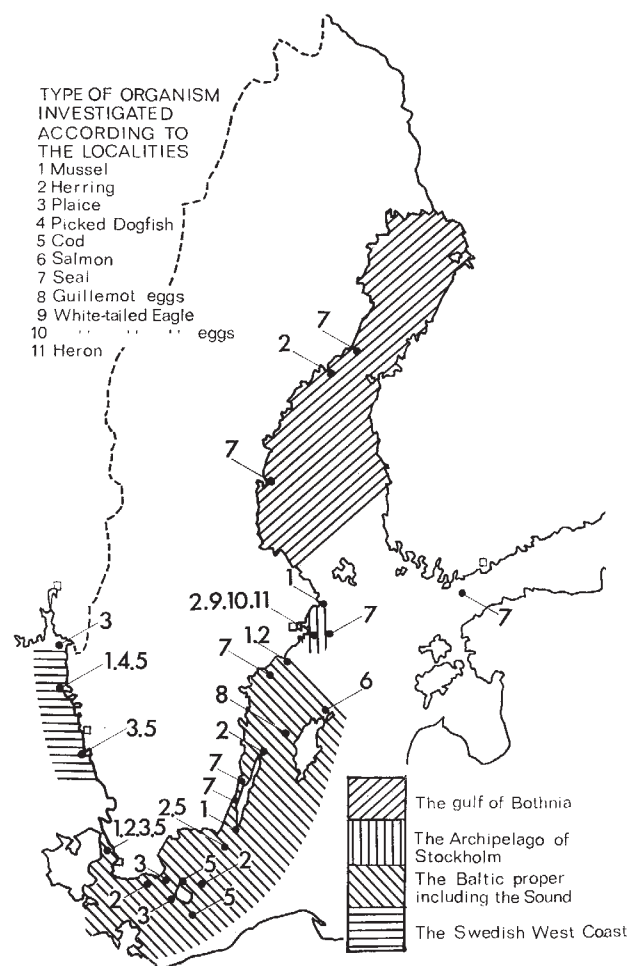 TYPE OF ORGANISM
INVESTIGATED
ACCORDING TO
THE LOCALITIES
1 Mussel
2 Herring
3 Plaice
4 Picked Dogfish
5 Cod
6 Salmon
7 Seal
8 Guillemot eggs
9 White-tailed Eagle
10 eggs
11 Heron
7
2
7
1
2.9.10.11
7
7
3
1.2
7
1.4.5
6
8
3.5
2
7
7
2,5
1
1,2,3,5
3
5
2
2
3
5
The gulf of Bothnia
The Archipelago of
Stockholm
The Baltic proper
including the Sound
The Swedish West Coast